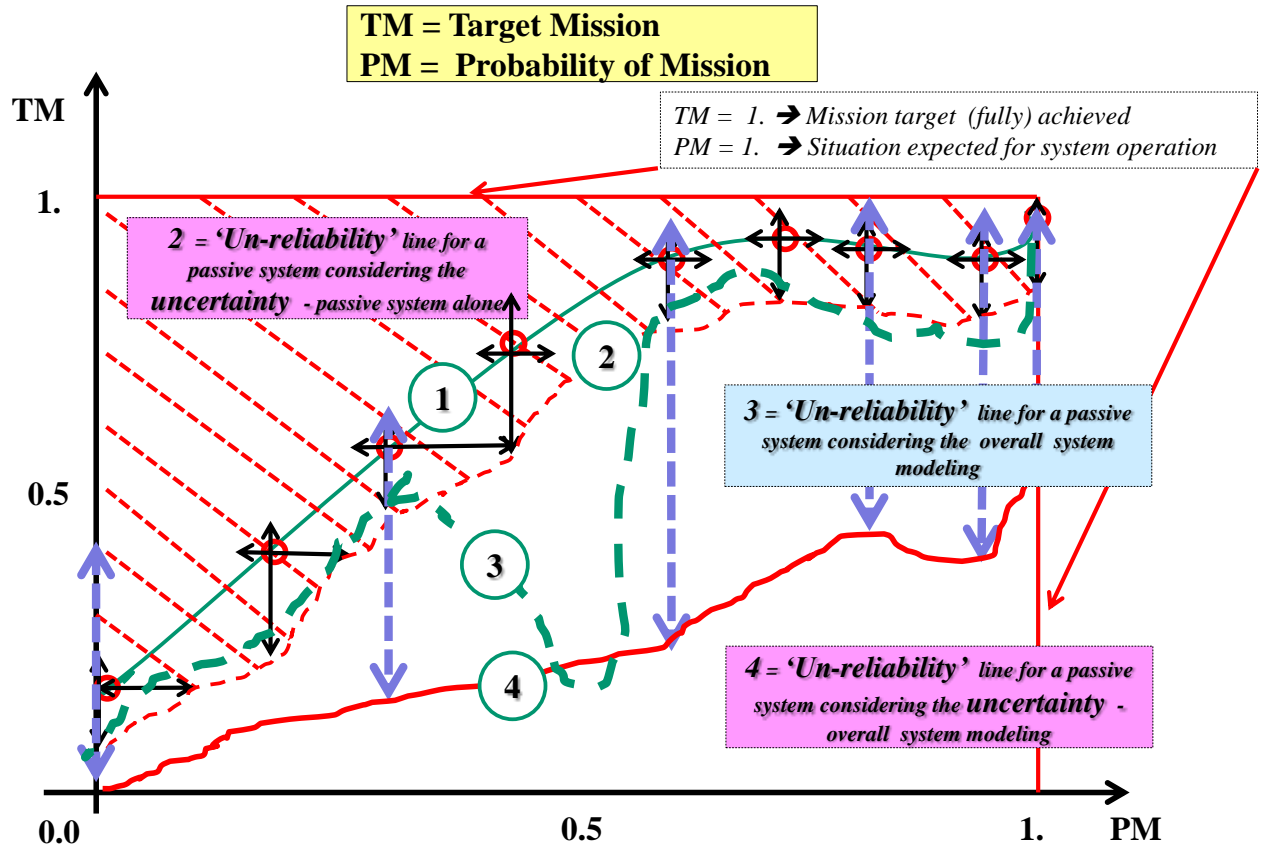 TM = Target Mission
PM = Probability of Mission
TM
TM = 1. ➔ Mission target (fully) achieved
PM = 1. ➔ Situation expected for system operation
1.
2 = 'Un-reliability' line for a
passive system considering the
uncertainty - passive system alone
2
1
3 = 'Un-reliability' line for a passive
system considering the overall system
modeling
0.5
3
4
4 = 'Un-reliability' line for a passive
system considering the uncertainty -
overall system modeling
0.0
0.5
1.
PM